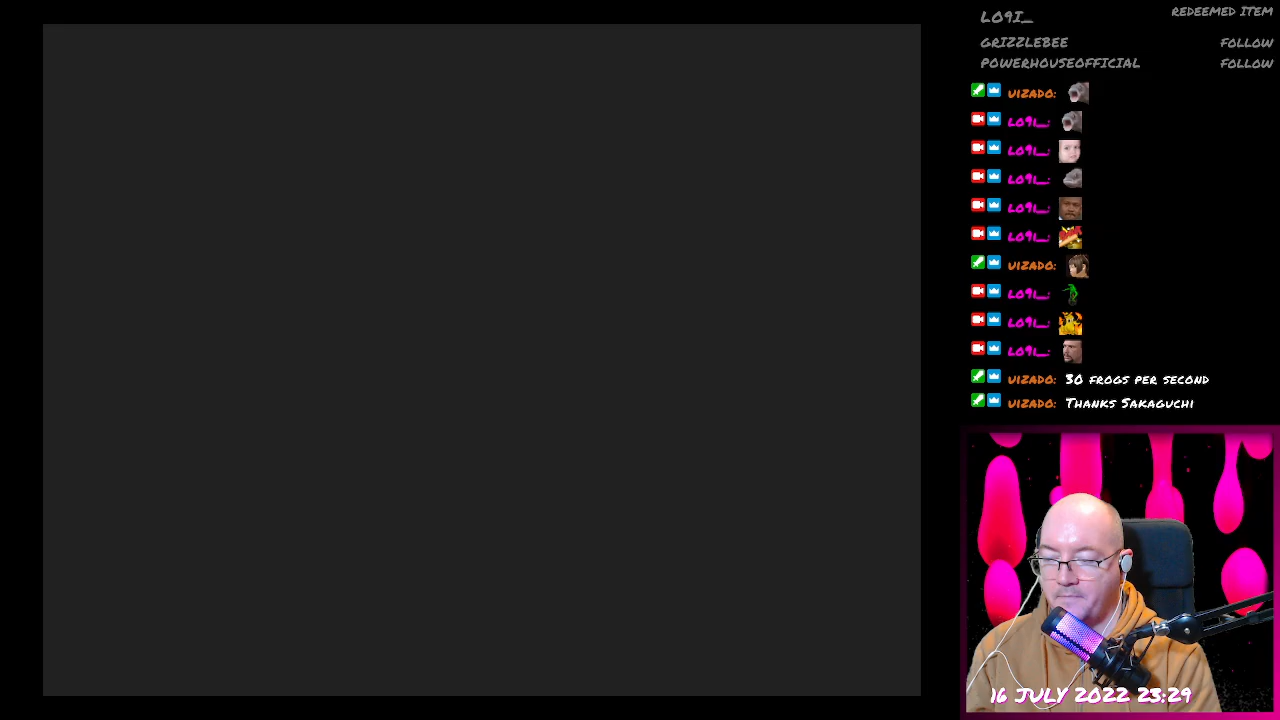 LO9I_ REDEEMED ITEM
GRIZZLEBEE FOLLOW
POWERHOUSEOFFICIAL FOLLOW
VIZADO:
LO9I_:
LO9I_:
LO9I_:
LO9I_:
LO9I_:
VIZADO:
LO9I_:
LO9I_:
LO9I_:
VIZADO: 30 FROGS PER SECOND
VIZADO: THANKS SAKAGUCHI
16 JULY 2022 23:29